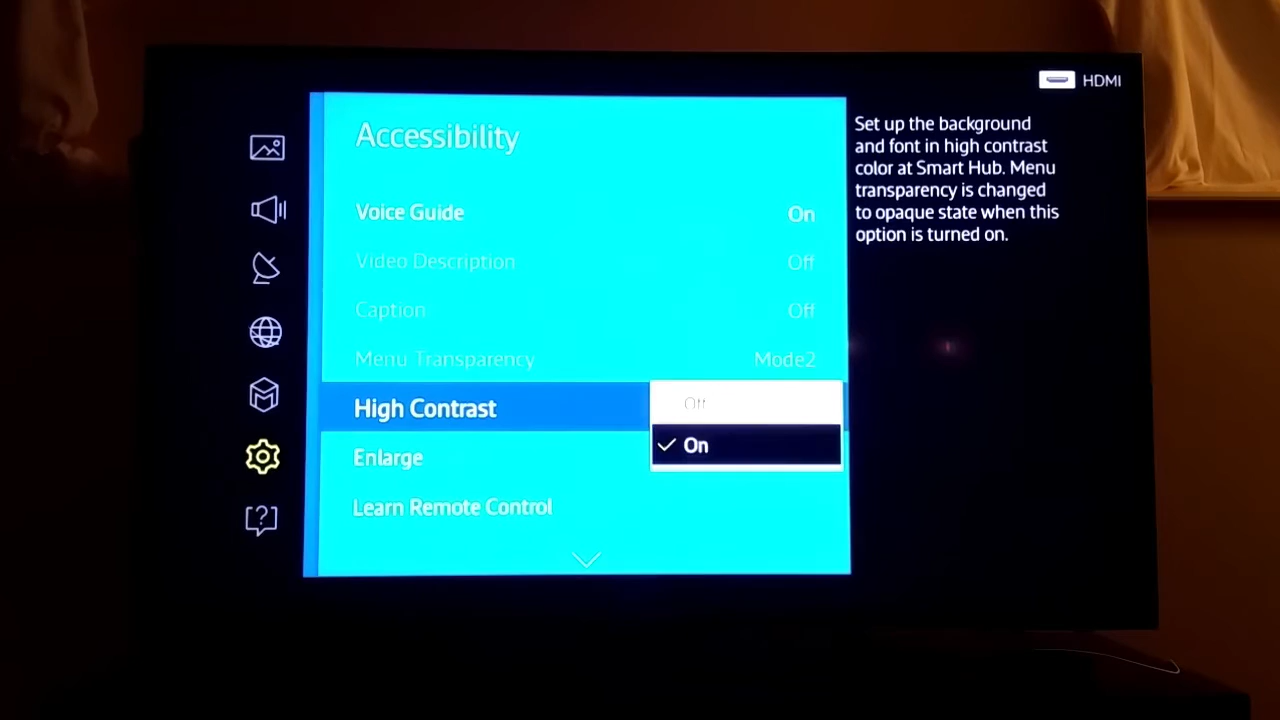 HDMI
Accessibility
Voice Guide On
Video Description Off
Caption Off
Menu Transparency Mode2
High Contrast
Off
On
Enlarge
Learn Remote Control
Set up the background
and font in high contrast
color at Smart Hub. Menu
transparency is changed
to opaque state when this
option is turned on.